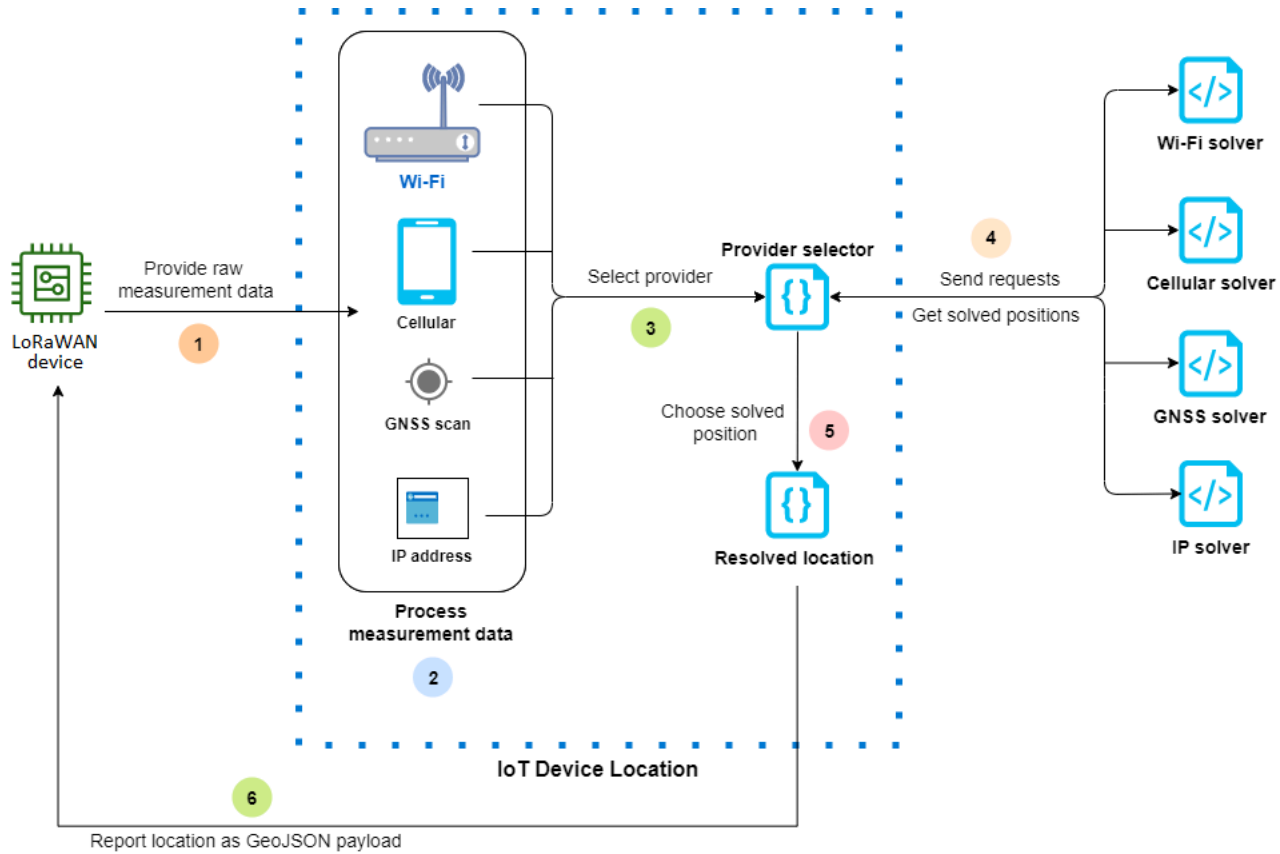 Wi-Fi
Wi-Fi solver
Provide raw
measurement data
1
LoRaWAN
device
Cellular
GNSS scan
IP address
Process
measurement data
2
Select provider
3
Provider selector
4
Send requests
Get solved positions
Cellular solver
GNSS solver
IP solver
Choose solved
position
5
Resolved location
IoT Device Location
6
Report location as GeoJSON payload